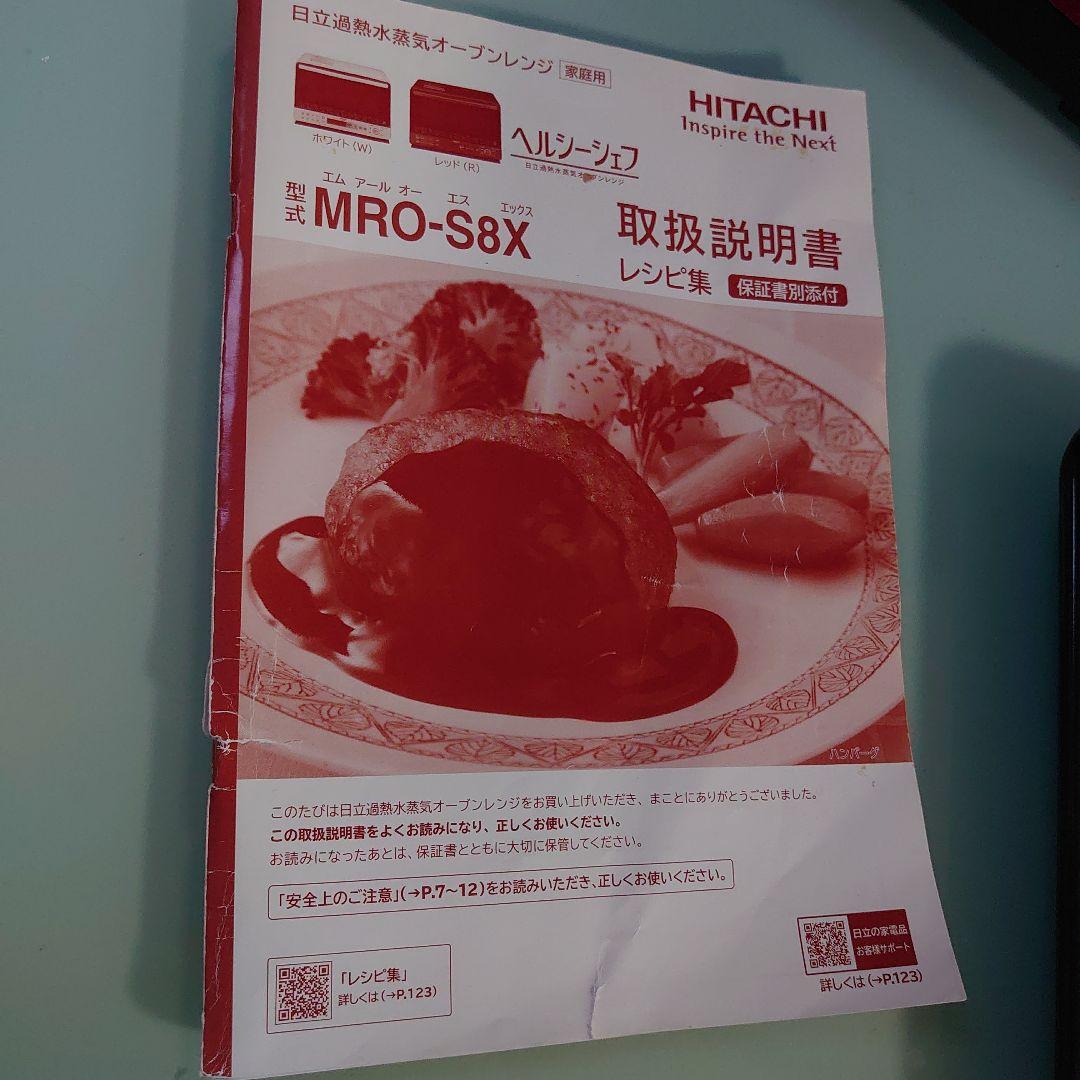 日立過熱水蒸気オーブンレンジ 家庭用
HITACHI
Inspire the Next
ホワイト(W)
レッド(R)
ヘルシーシェフ
日立過熱水蒸気オーブンレンジ
エム アール オー エス エックス
型式 MRO-S8X
取扱説明書
レシピ集 保証書別添付
ハンバーグ
このたびは日立過熱水蒸気オーブンレンジをお買い上げいただき、まことにありがとうございました。
この取扱説明書をよくお読みになり、正しくお使いください。
お読みになったあとは、保証書とともに大切に保管してください。
「安全上のご注意」(→P.7~12)をお読みいただき、正しくお使いください。
「レシピ集」
詳しくは(→P.123)
日立の家電品
お客様サポート
詳しくは(→P.123)